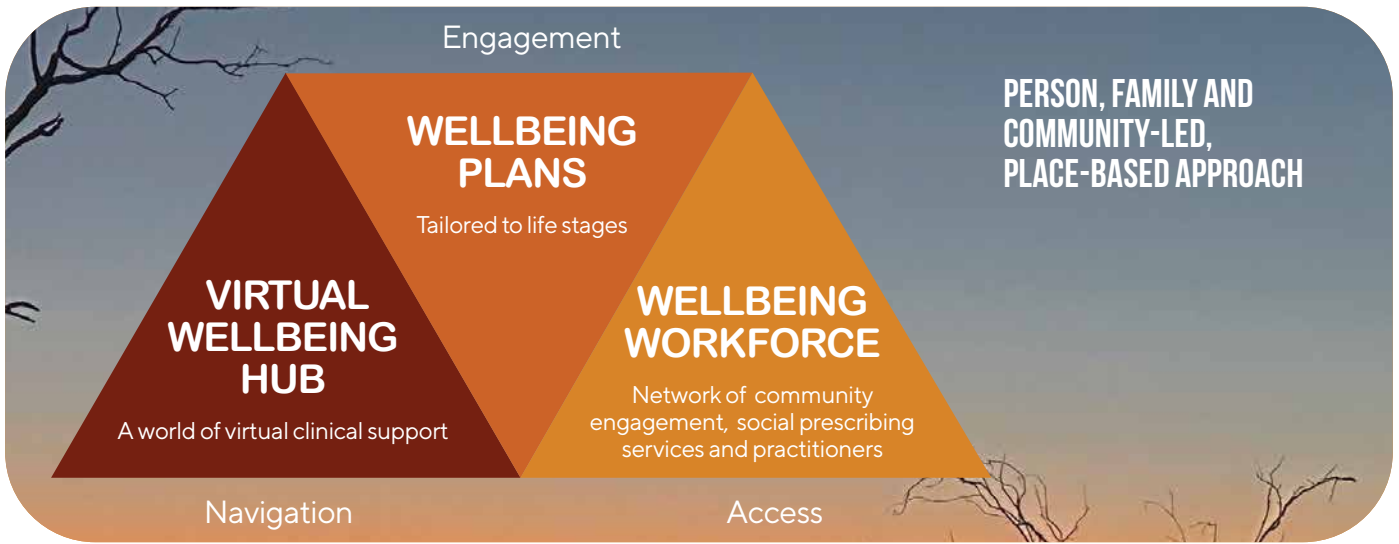 Engagement
WELLBEING
PLANS
Tailored to life stages
PERSON, FAMILY AND
COMMUNITY-LED,
PLACE-BASED APPROACH
VIRTUAL
WELLBEING
HUB
A world of virtual clinical support
WELLBEING
WORKFORCE
Network of community
engagement, social prescribing
services and practitioners
Navigation
Access